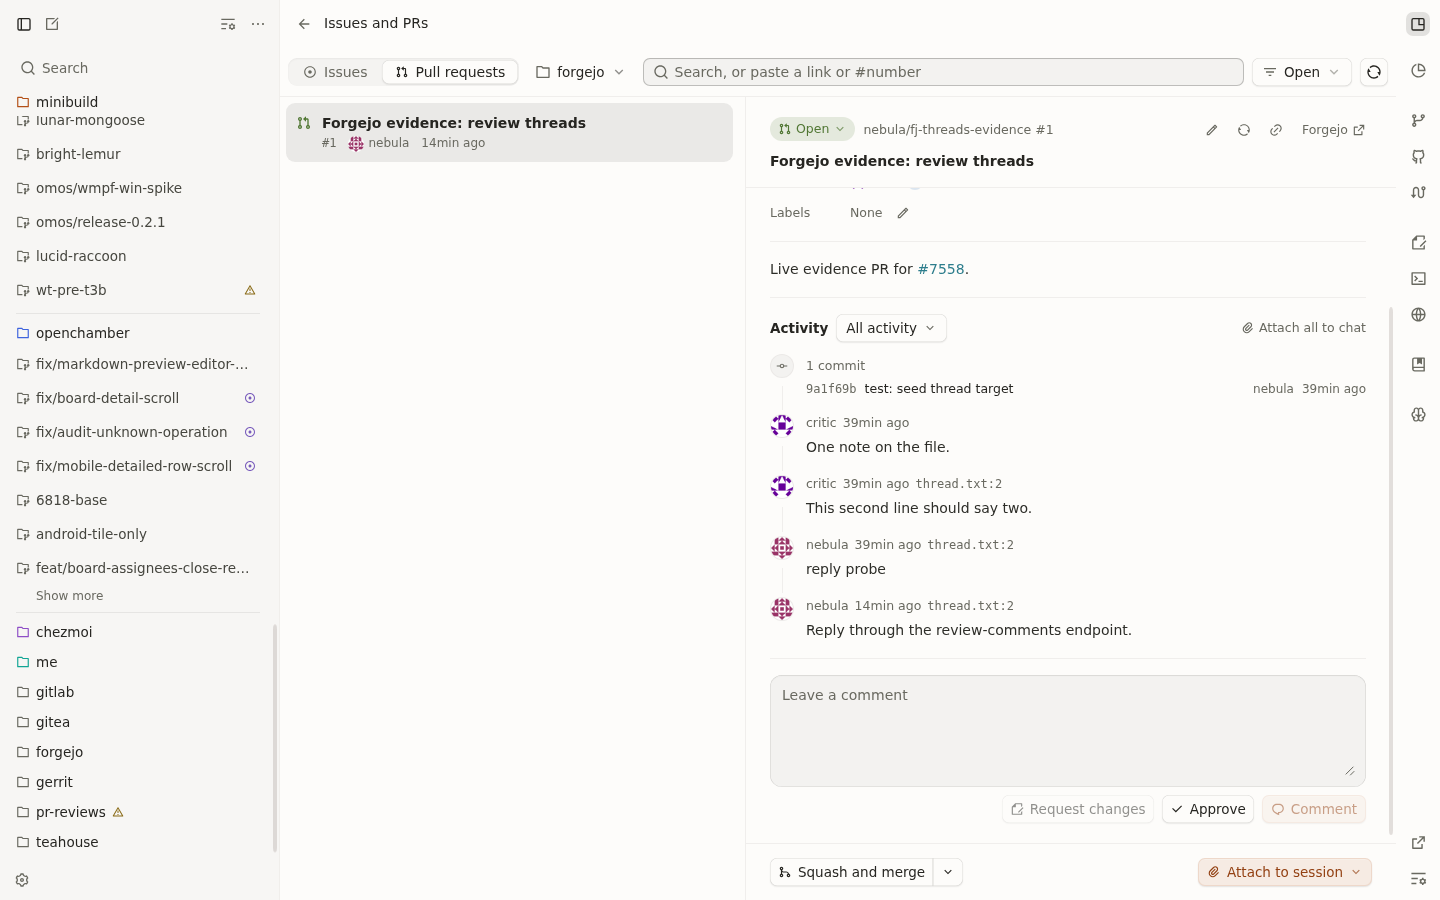 Search
minibuild
lunar-mongoose
bright-lemur
omos/wmpf-win-spike
omos/release-0.2.1
lucid-raccoon
wt-pre-t3b
openchamber
fix/markdown-preview-editor-...
fix/board-detail-scroll
fix/audit-unknown-operation
fix/mobile-detailed-row-scroll
6818-base
android-tile-only
feat/board-assignees-close-re...
Show more
chezmoi
me
gitlab
gitea
forgejo
gerrit
pr-reviews
teahouse
Issues and PRs
Issues
Pull requests
forgejo
Search, or paste a link or #number
Open
Forgejo evidence: review threads
#1 nebula 14min ago
Open nebula/fj-threads-evidence #1 Forgejo
Forgejo evidence: review threads
Labels None
Live evidence PR for #7558.
Activity All activity Attach all to chat
1 commit
9a1f69b test: seed thread target nebula 39min ago
critic 39min ago
One note on the file.
critic 39min ago thread.txt:2
This second line should say two.
nebula 39min ago thread.txt:2
reply probe
nebula 14min ago thread.txt:2
Reply through the review-comments endpoint.
Leave a comment
Request changes Approve Comment
Squash and merge Attach to session